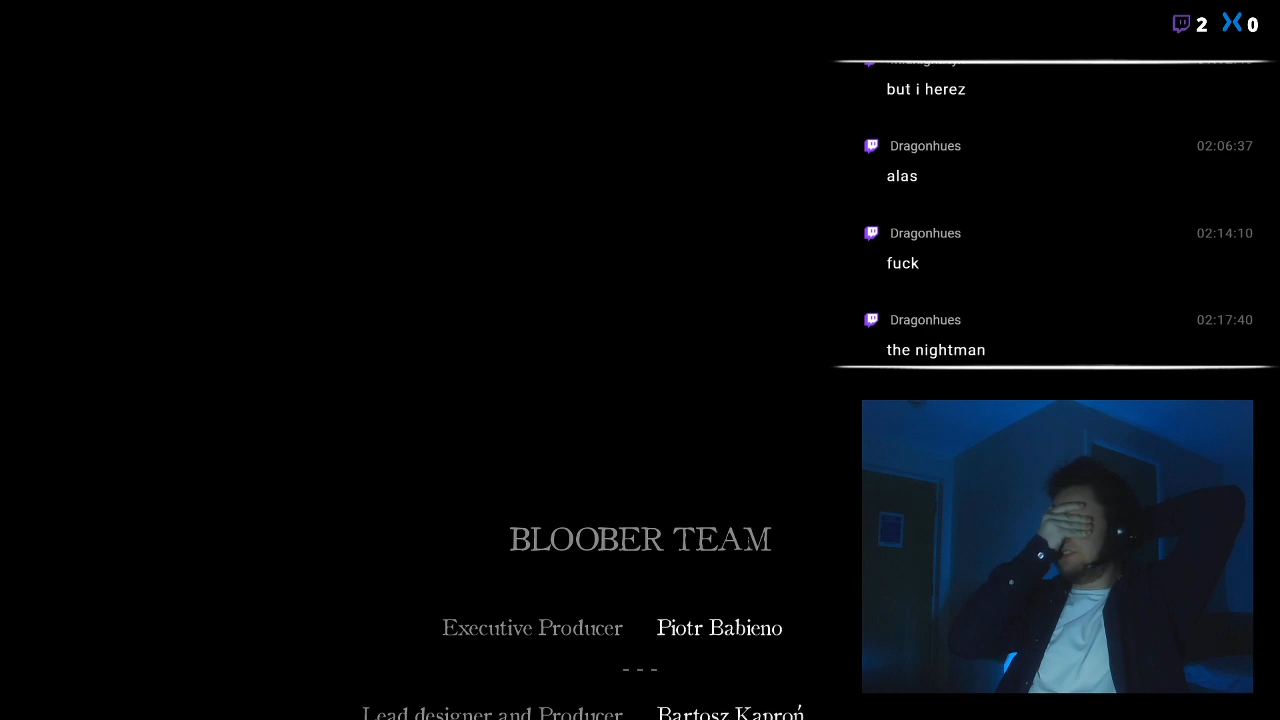 2 0
but i herez
Dragonhues 02:06:37
alas
Dragonhues 02:14:10
fuck
Dragonhues 02:17:40
the nightman
BLOOBER TEAM
Executive Producer Piotr Babieno
- - -
Lead designer and Producer Bartosz Kaproń